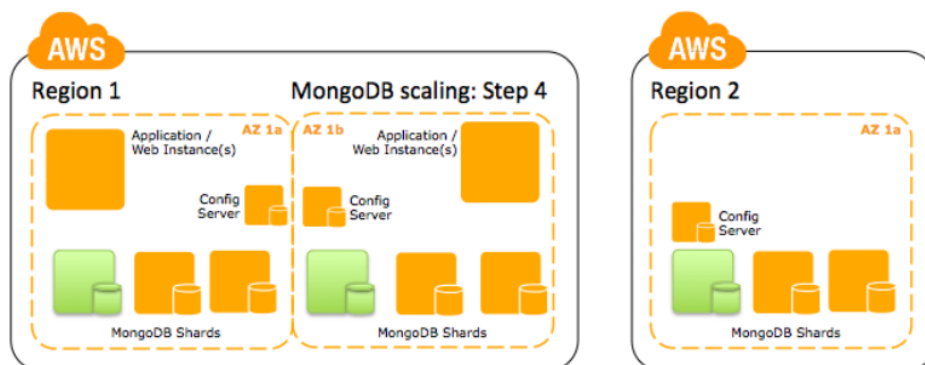 AWS
AWS
Region 1
MongoDB scaling: Step 4
Region 2
Application /
Web Instance(s)
AZ 1a
AZ 1b
Application /
Web Instance(s)
AZ 1a
Config
Server
Config
Server
Config
Server
MongoDB Shards
MongoDB Shards
MongoDB Shards